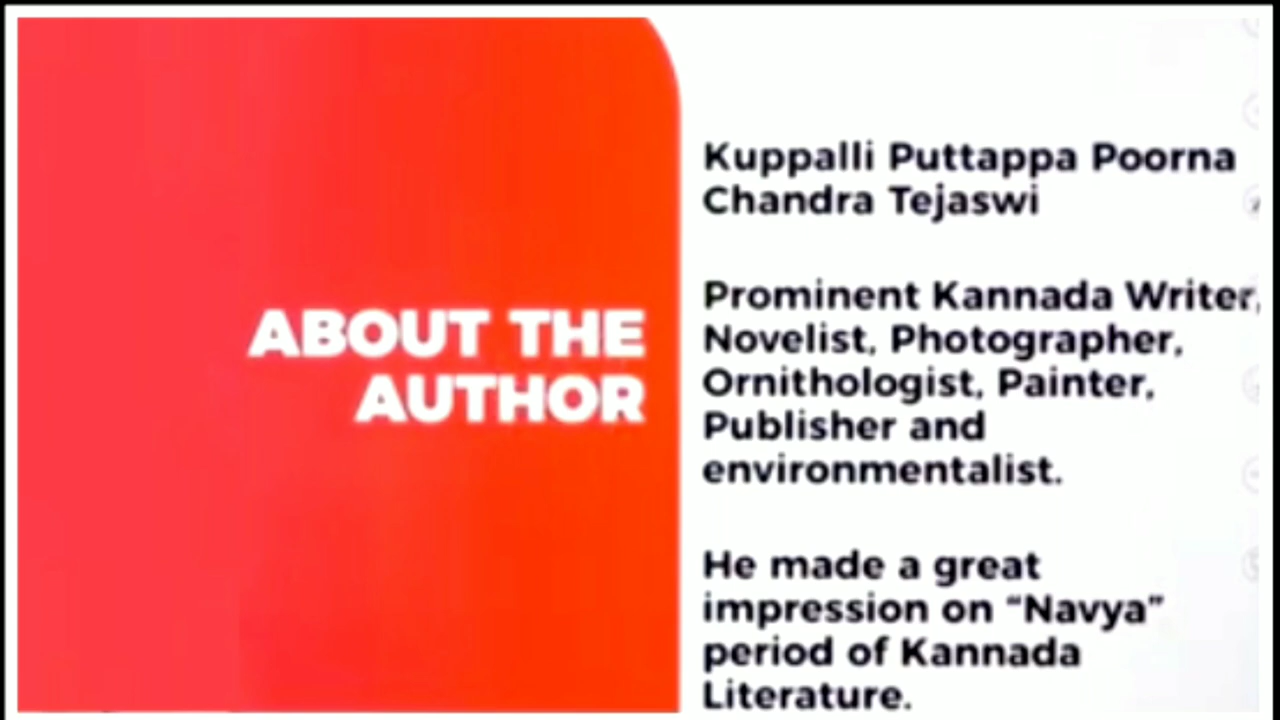 ABOUT THE
AUTHOR
Kuppalli Puttappa Poorna
Chandra Tejaswi
Prominent Kannada Writer,
Novelist, Photographer,
Ornithologist, Painter,
Publisher and
environmentalist.
He made a great
impression on “Navya”
period of Kannada
Literature.